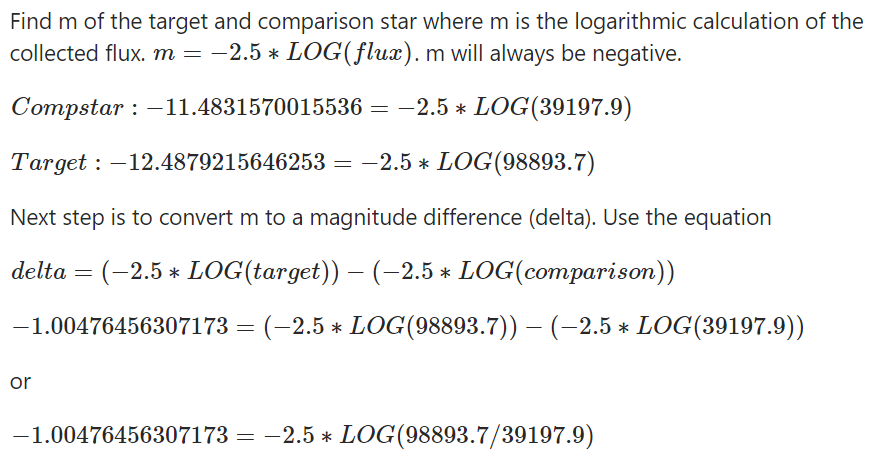 Find m of the target and comparison star where m is the logarithmic calculation of the
collected flux. m = −2.5 * LOG(flux). m will always be negative.
Compstar : −11.4831570015536 = −2.5 * LOG(39197.9)
Target : −12.4879215646253 = −2.5 * LOG(98893.7)
Next step is to convert m to a magnitude difference (delta). Use the equation
delta = (−2.5 * LOG(target)) − (−2.5 * LOG(comparison))
−1.00476456307173 = (−2.5 * LOG(98893.7)) − (−2.5 * LOG(39197.9))
or
−1.00476456307173 = −2.5 * LOG(98893.7/39197.9)